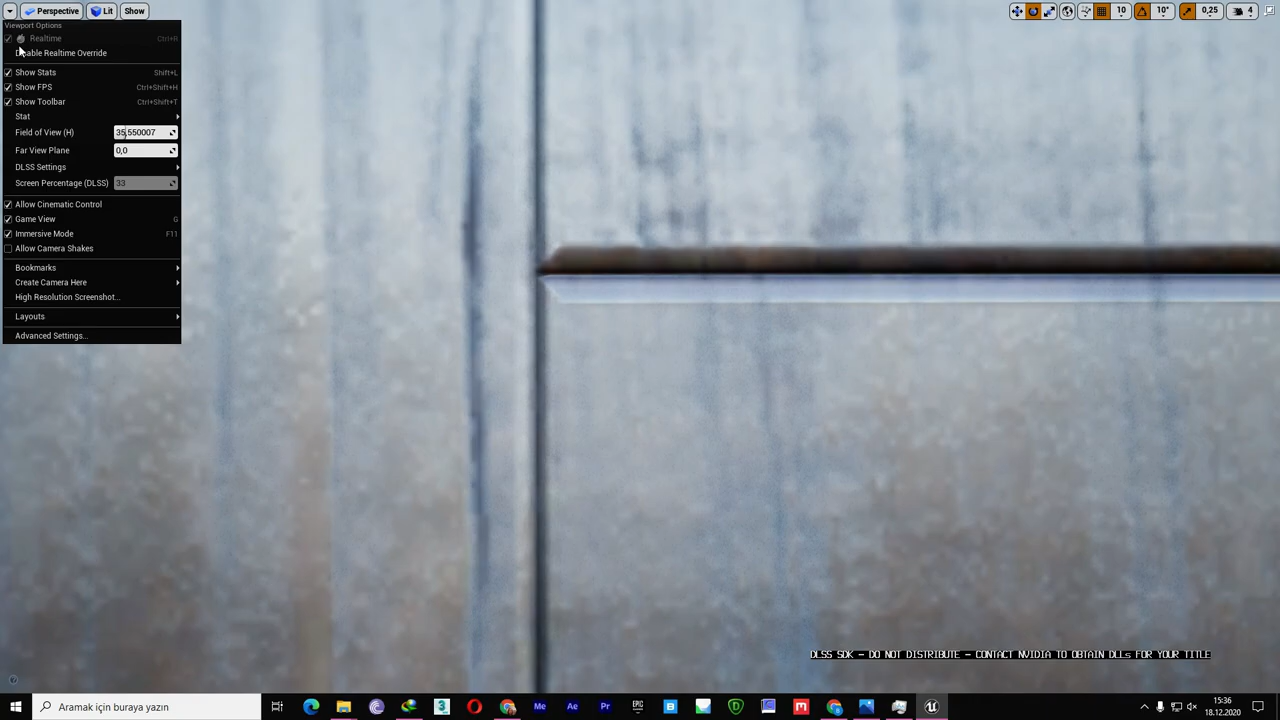 Perspective Lit Show 10 10° 0,25 4
Viewport Options
Realtime Ctrl+R
Disable Realtime Override
Show Stats Shift+L
Show FPS Ctrl+Shift+H
Show Toolbar Ctrl+Shift+T
Stat
Field of View (H) 35,550007
Far View Plane 0,0
DLSS Settings
Screen Percentage (DLSS) 33
Allow Cinematic Control
Game View G
Immersive Mode F11
Allow Camera Shakes
Bookmarks
Create Camera Here
High Resolution Screenshot...
Layouts
Advanced Settings...
DLSS SDK - DO NOT DISTRIBUTE - CONTACT NVIDIA TO OBTAIN DLLs FOR YOUR TITLE
Aramak için buraya yazın
3
Me Ae Pr
EPIC
M
15:36
18.12.2020